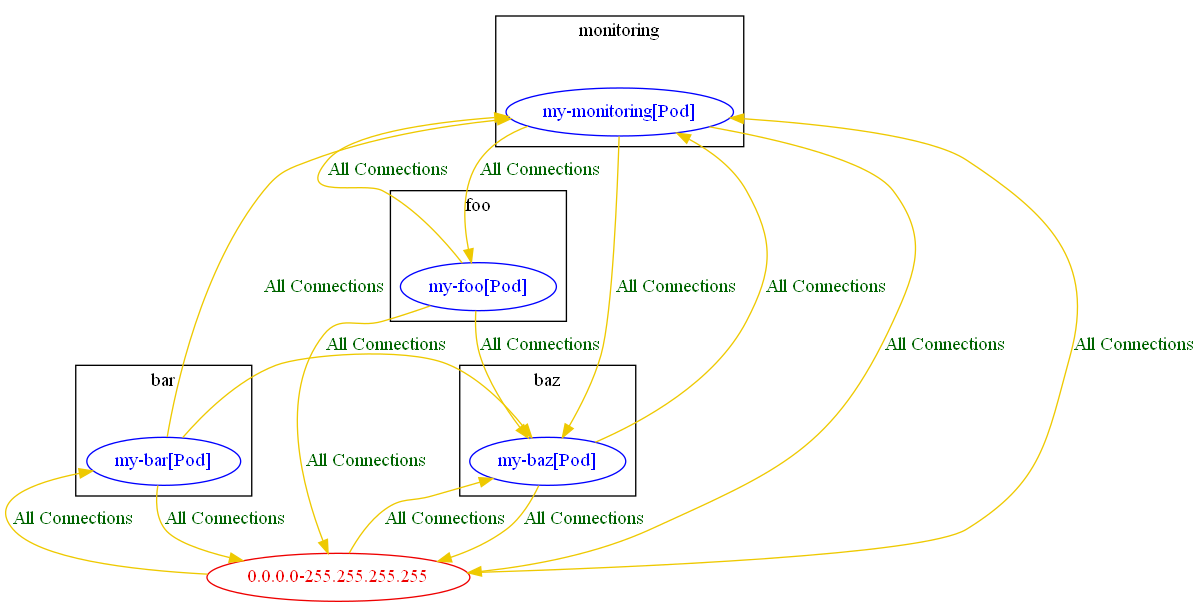 monitoring
my-monitoring[Pod]
All Connections
All Connections
foo
my-foo[Pod]
All Connections
All Connections
All Connections
All Connections
All Connections
All Connections
All Connections
bar
baz
my-bar[Pod]
All Connections
my-baz[Pod]
All Connections
All Connections
All Connections
All Connections
0.0.0.0-255.255.255.255